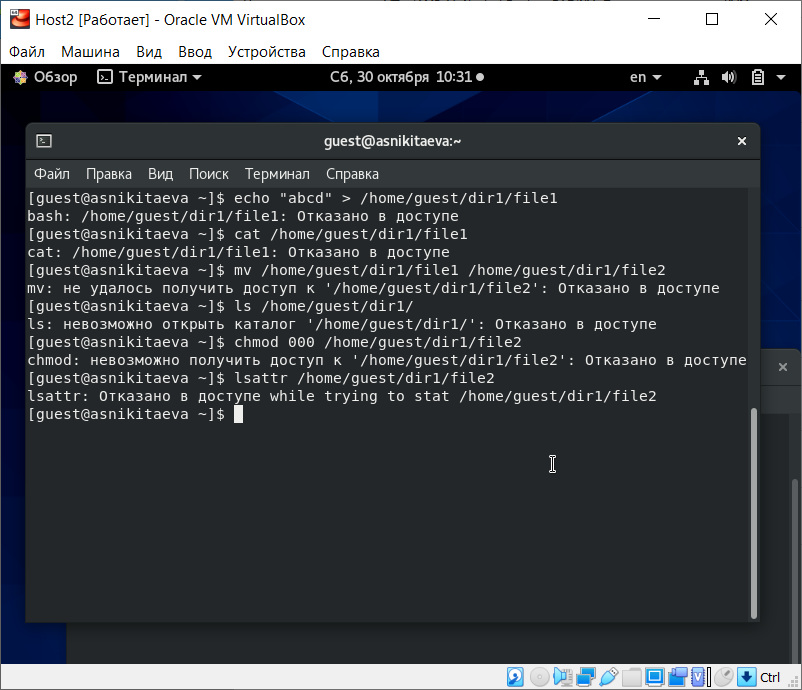 Host2 [Работает] - Oracle VM VirtualBox
Файл Машина Вид Ввод Устройства Справка
Обзор Терминал Сб, 30 октября 10:31 en
guest@asnikitaeva:~
Файл Правка Вид Поиск Терминал Справка
[guest@asnikitaeva ~]$ echo "abcd" > /home/guest/dir1/file1
bash: /home/guest/dir1/file1: Отказано в доступе
[guest@asnikitaeva ~]$ cat /home/guest/dir1/file1
cat: /home/guest/dir1/file1: Отказано в доступе
[guest@asnikitaeva ~]$ mv /home/guest/dir1/file1 /home/guest/dir1/file2
mv: не удалось получить доступ к '/home/guest/dir1/file2': Отказано в доступе
[guest@asnikitaeva ~]$ ls /home/guest/dir1/
ls: невозможно открыть каталог '/home/guest/dir1/': Отказано в доступе
[guest@asnikitaeva ~]$ chmod 000 /home/guest/dir1/file2
chmod: невозможно получить доступ к '/home/guest/dir1/file2': Отказано в доступе
[guest@asnikitaeva ~]$ lsattr /home/guest/dir1/file2
lsattr: Отказано в доступе while trying to stat /home/guest/dir1/file2
[guest@asnikitaeva ~]$
Ctrl